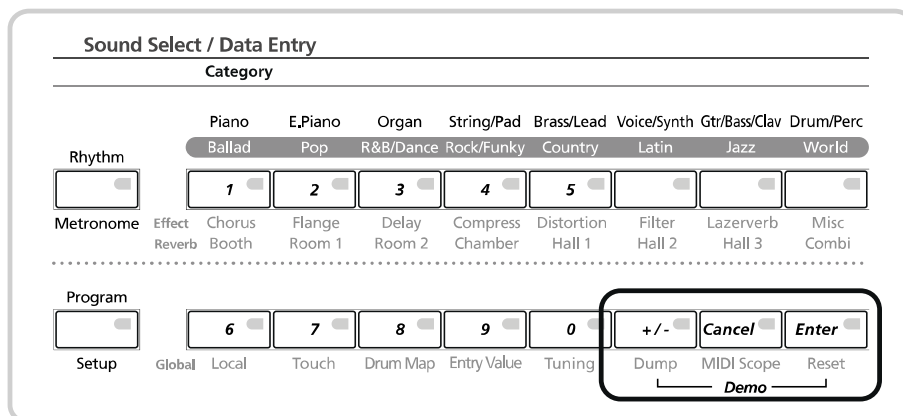 Sound Select / Data Entry
Category
Piano E.Piano Organ String/Pad Brass/Lead Voice/Synth Gtr/Bass/Clav Drum/Perc
Rhythm Ballad Pop R&B/Dance Rock/Funky Country Latin Jazz World
1 2 3 4 5
Metronome Effect Chorus Flange Delay Compress Distortion Filter Lazerverb Misc
Reverb Booth Room 1 Room 2 Chamber Hall 1 Hall 2 Hall 3 Combi
Program
6 7 8 9 0 +/- Cancel Enter
Setup Global Local Touch Drum Map Entry Value Tuning Dump MIDI Scope Reset
Demo